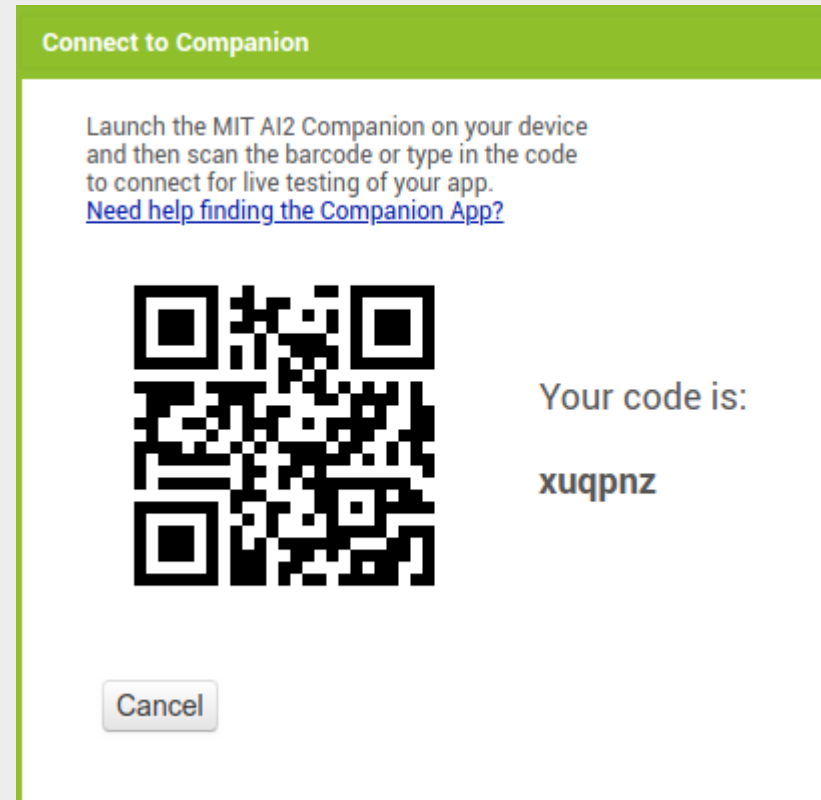 Connect to Companion
Launch the MIT AI2 Companion on your device
and then scan the barcode or type in the code
to connect for live testing of your app.
Need help finding the Companion App?
Your code is:
xuqpnz
Cancel